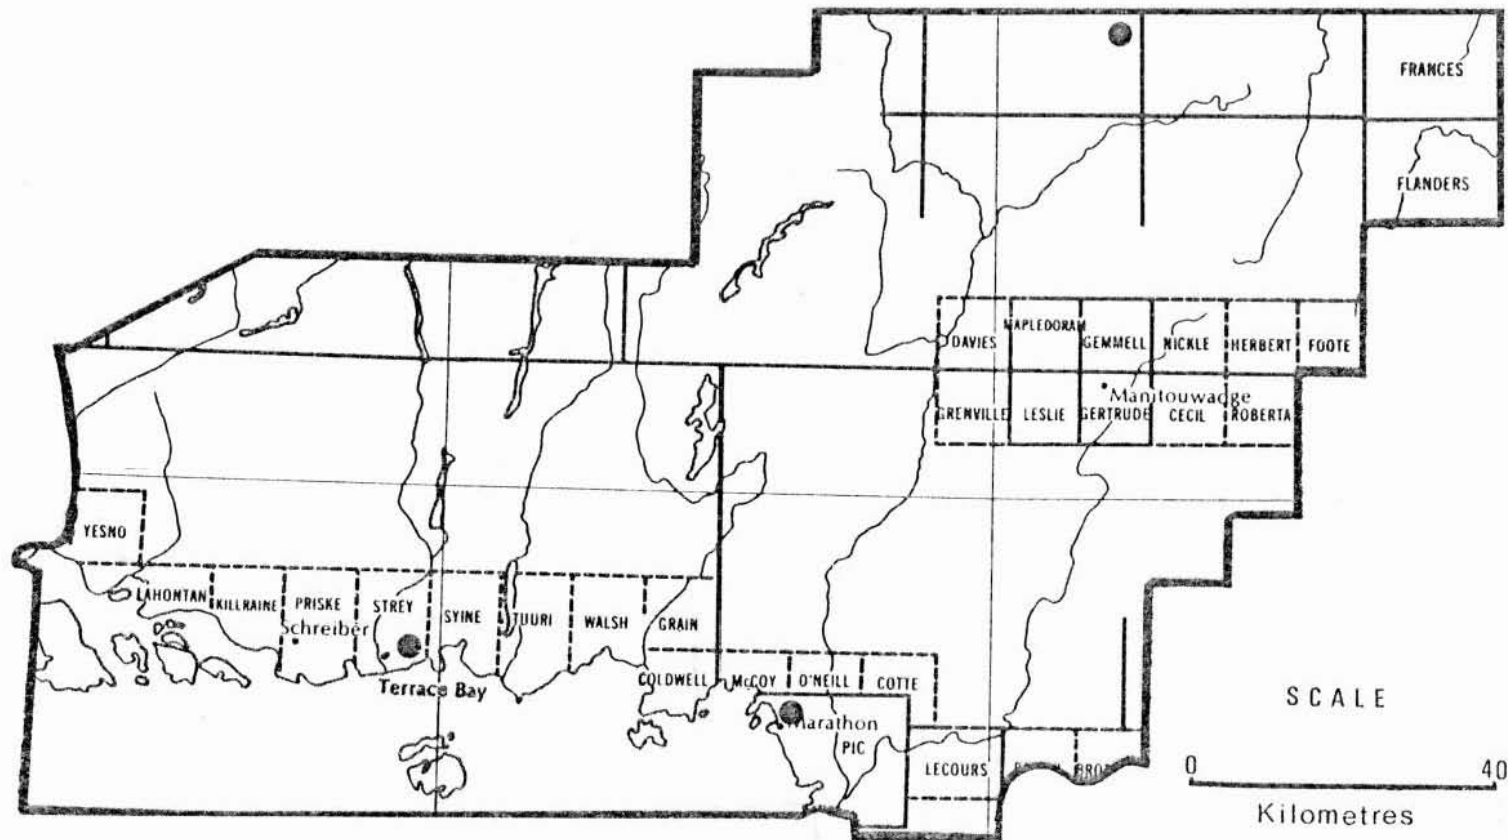 FRANCES
FLANDERS
DAVIES
MAPLEDORAM
GEMMELL
NICKLE
HERBERT
FOOTE
Manitouwadge
GRENVILLE
LESLIE
GERTRUDE
CECIL
ROBERTA
YESNO
LAHONTAN
KILLRAINE
PRISKE
STREY
SYINE
TUURI
WALSH
GRAIN
Schreiber
Terrace Bay
COLDWELL
McCOY
O'NEILL
COTTE
Marathon
PIC
LECOURS
SCALE
0 40
Kilometres